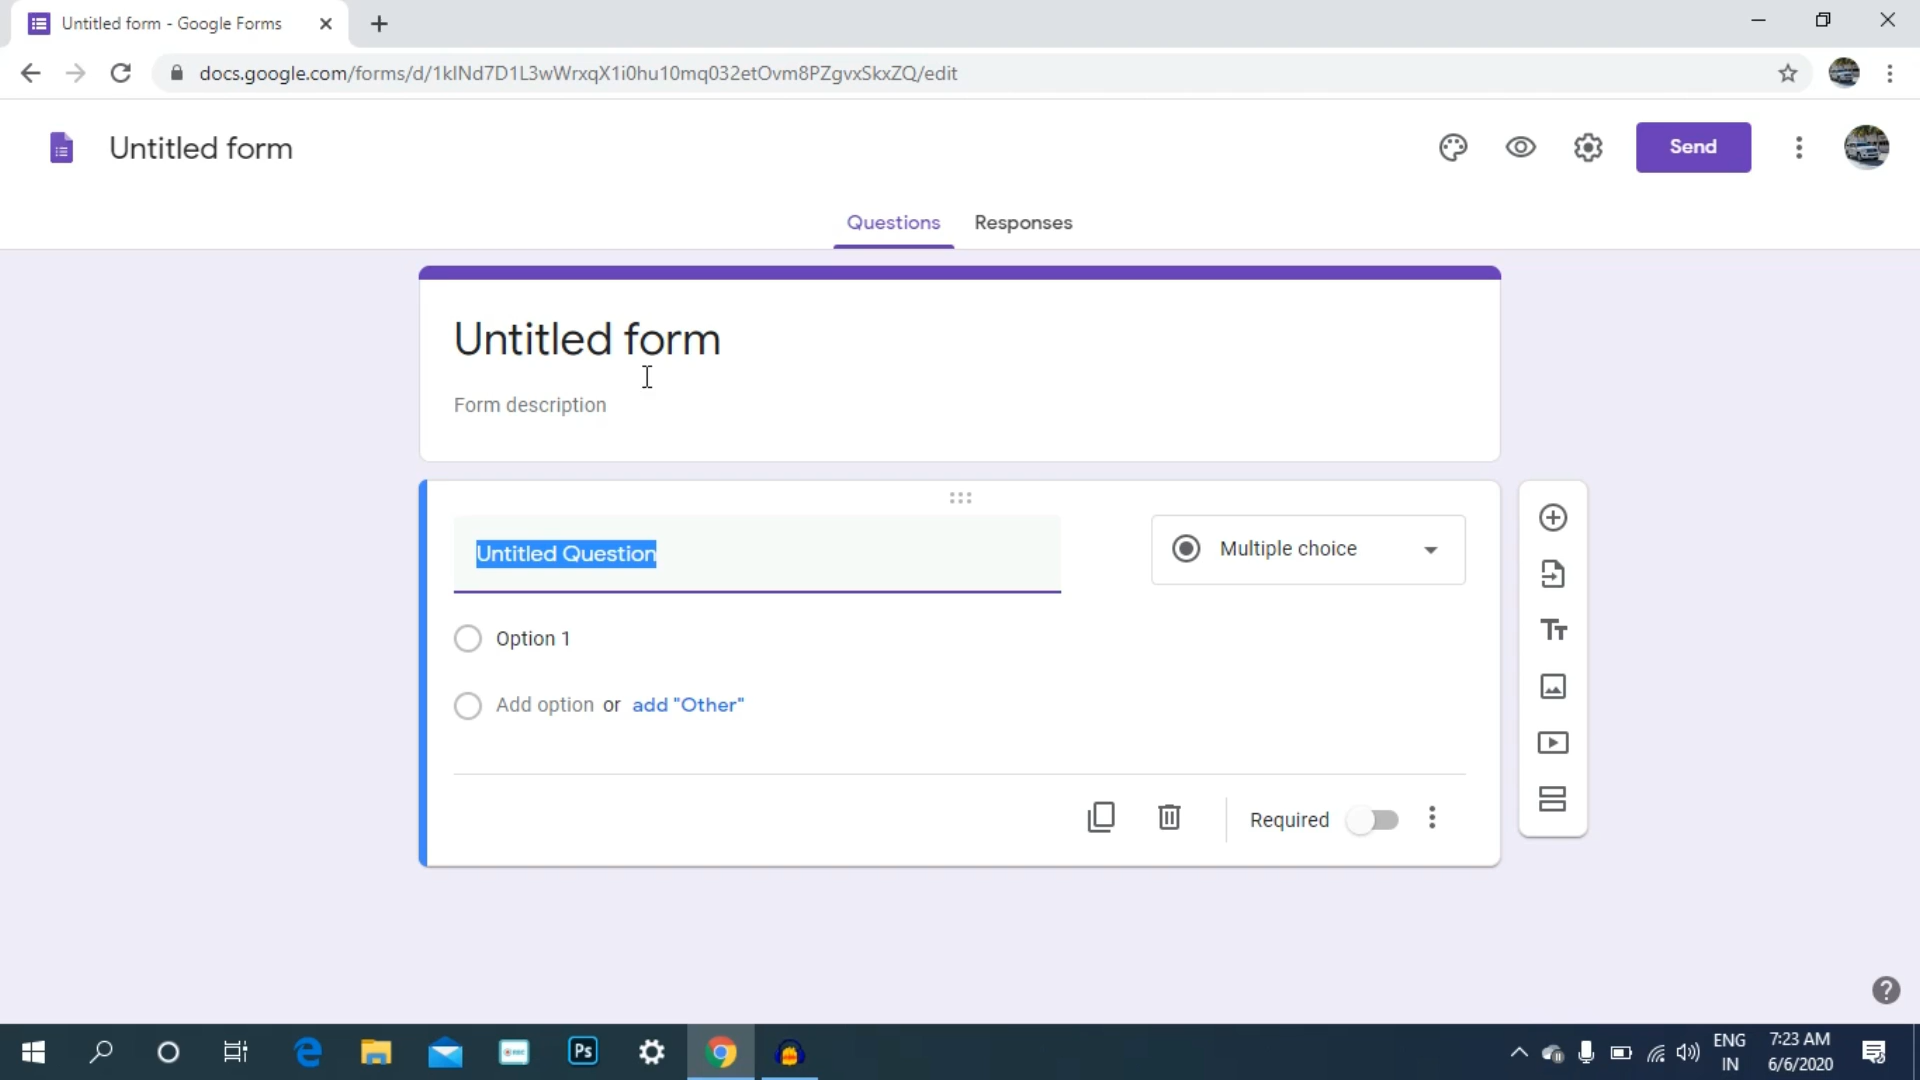 Untitled form - Google Forms
docs.google.com/forms/d/1klNd7D1L3wWrxqX1i0hu10mq032etOvm8PZgvxSkxZQ/edit
Untitled form
Send
Questions
Responses
Untitled form
Form description
Untitled Question
Multiple choice
Option 1
Add option or add "Other"
Required
Ps
ENG
IN
7:23 AM
6/6/2020